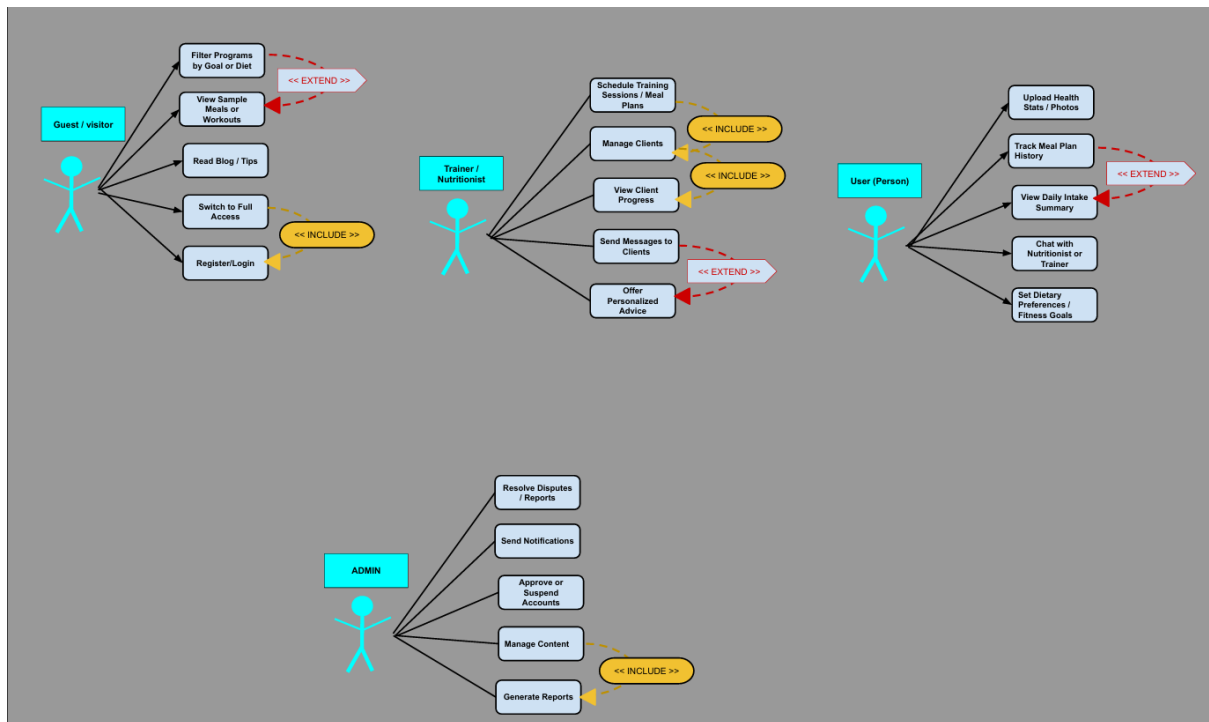 Guest / visitor
Filter Programs
by Goal or Diet
<< EXTEND >>
View Sample
Meals or
Workouts
Read Blog / Tips
Switch to Full
Access
<< INCLUDE >>
Register/Login
Trainer /
Nutritionist
Schedule Training
Sessions / Meal
Plans
<< INCLUDE >>
Manage Clients
<< INCLUDE >>
View Client
Progress
Send Messages to
Clients
<< EXTEND >>
Offer
Personalized
Advice
User (Person)
Upload Health
Stats / Photos
Track Meal Plan
History
<< EXTEND >>
View Daily Intake
Summary
Chat with
Nutritionist or
Trainer
Set Dietary
Preferences /
Fitness Goals
ADMIN
Resolve Disputes
/ Reports
Send Notifications
Approve or
Suspend
Accounts
Manage Content
<< INCLUDE >>
Generate Reports